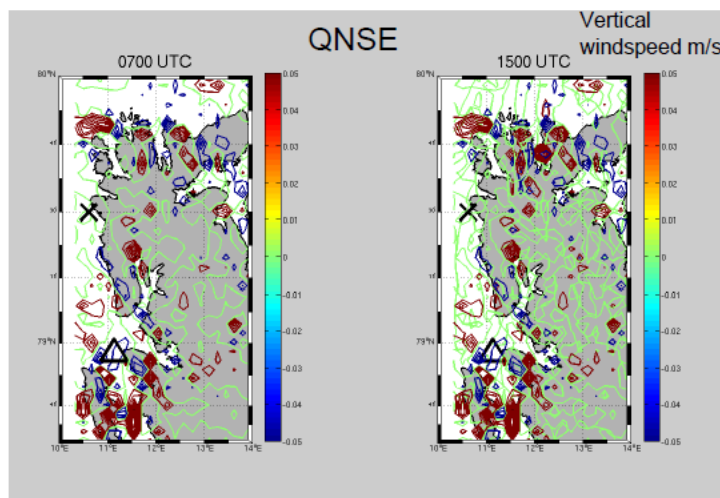 QNSE
Vertical
windspeed m/s
0700 UTC
1500 UTC
80°N
79°N
10°E
11°E
12°E
13°E
14°E
0.05
0.04
0.03
0.02
0.01
0
-0.01
-0.02
-0.03
-0.04
-0.05
80°N
79°N
10°E
11°E
12°E
13°E
14°E
0.05
0.04
0.03
0.02
0.01
0
-0.01
-0.02
-0.03
-0.04
-0.05